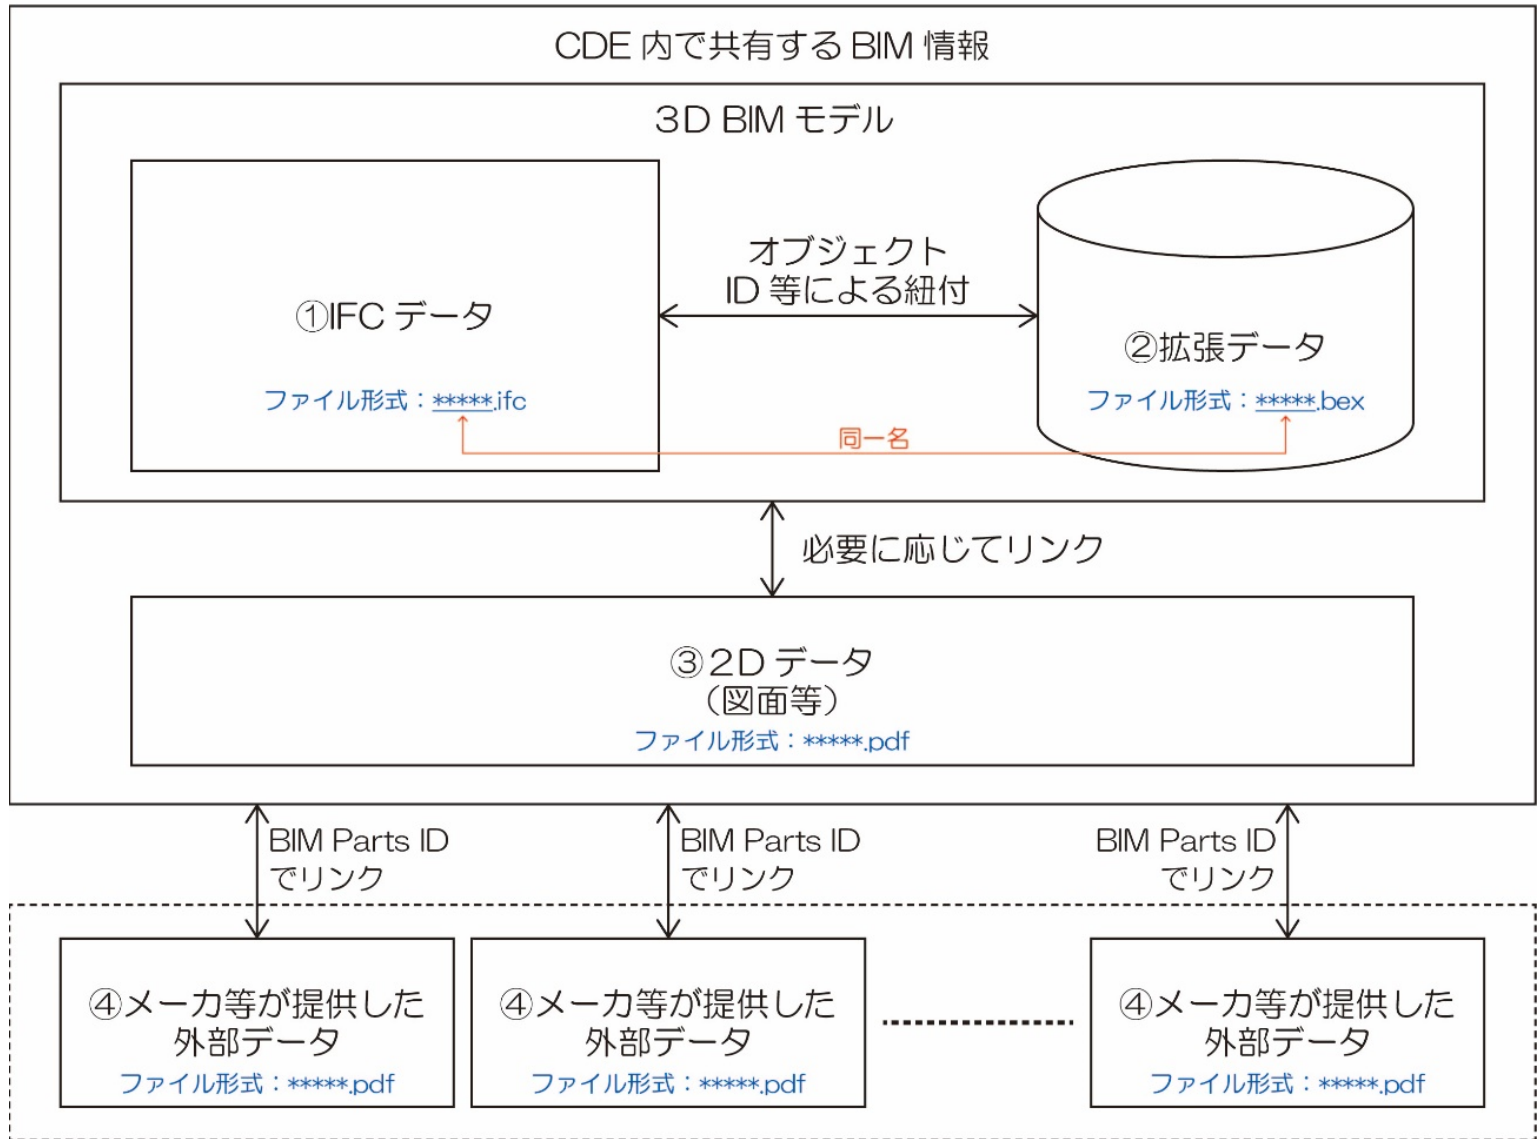 CDE 内で共有する BIM 情報
3D BIM モデル
オブジェクト
ID 等による紐付
①IFC データ
ファイル形式：*****.ifc
②拡張データ
ファイル形式：*****.bex
同一名
必要に応じてリンク
③2D データ
（図面等）
ファイル形式：*****.pdf
BIM Parts ID
でリンク
BIM Parts ID
でリンク
BIM Parts ID
でリンク
④メーカ等が提供した
外部データ
ファイル形式：*****.pdf
④メーカ等が提供した
外部データ
ファイル形式：*****.pdf
④メーカ等が提供した
外部データ
ファイル形式：*****.pdf